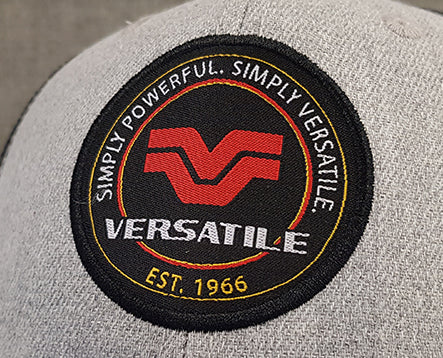 SIMPLY POWERFUL. SIMPLY VERSATILE.
VERSATILE
EST. 1966